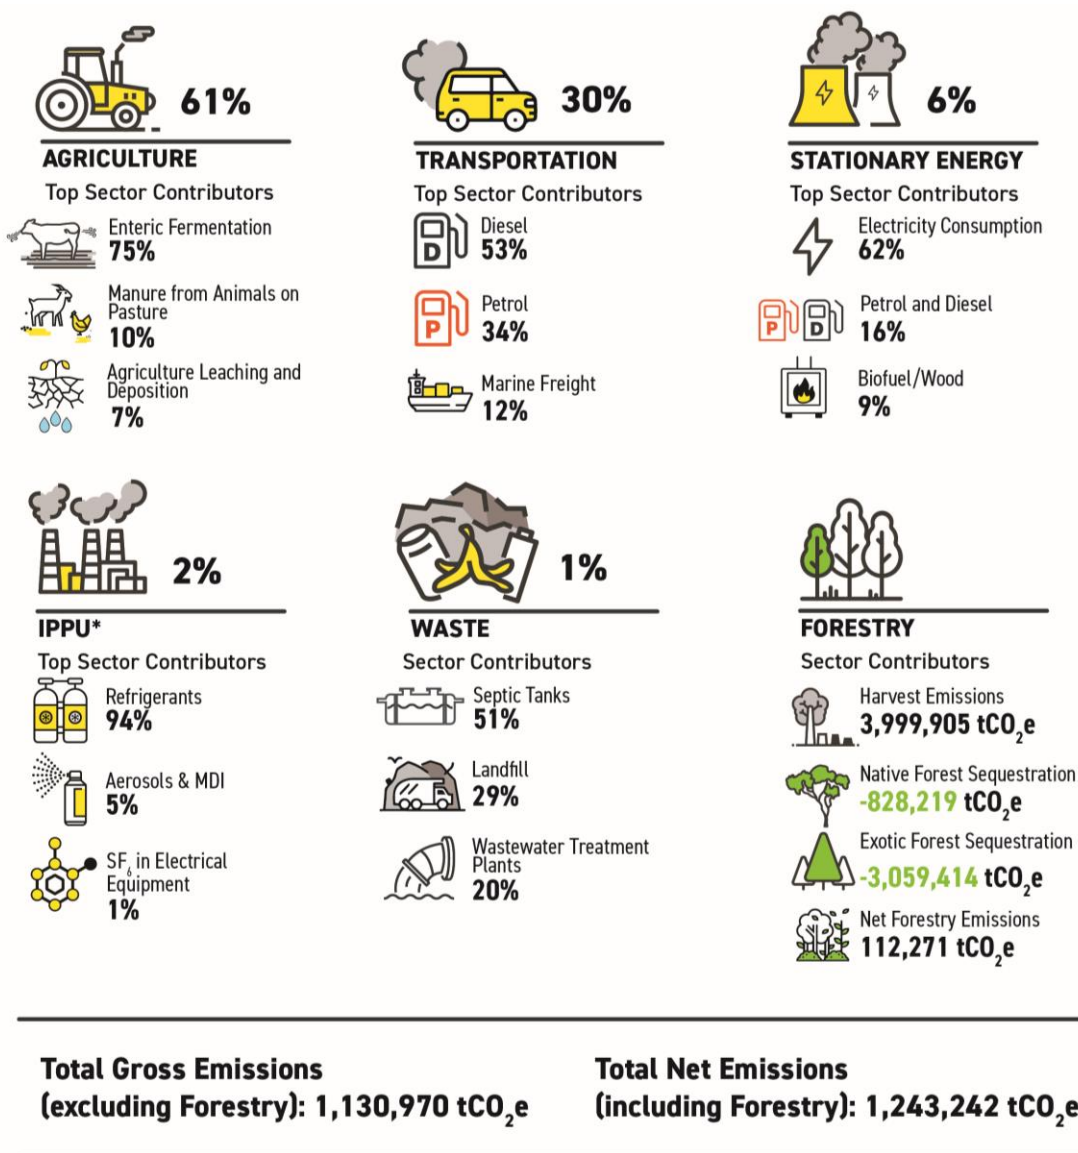 61%
AGRICULTURE
Top Sector Contributors
Enteric Fermentation
75%
Manure from Animals on
Pasture
10%
Agriculture Leaching and
Deposition
7%
30%
TRANSPORTATION
Top Sector Contributors
D
Diesel
53%
P
Petrol
34%
Marine Freight
12%
6%
STATIONARY ENERGY
Top Sector Contributors
Electricity Consumption
62%
P D
Petrol and Diesel
16%
Biofuel/Wood
9%
2%
IPPU*
Top Sector Contributors
Refrigerants
94%
Aerosols & MDI
5%
SF₆ in Electrical
Equipment
1%
1%
WASTE
Sector Contributors
Septic Tanks
51%
Landfill
29%
Wastewater Treatment
Plants
20%
FORESTRY
Sector Contributors
Harvest Emissions
3,999,905 tCO₂e
Native Forest Sequestration
-828,219 tCO₂e
Exotic Forest Sequestration
-3,059,414 tCO₂e
Net Forestry Emissions
112,271 tCO₂e
Total Gross Emissions
(excluding Forestry): 1,130,970 tCO₂e
Total Net Emissions
(including Forestry): 1,243,242 tCO₂e